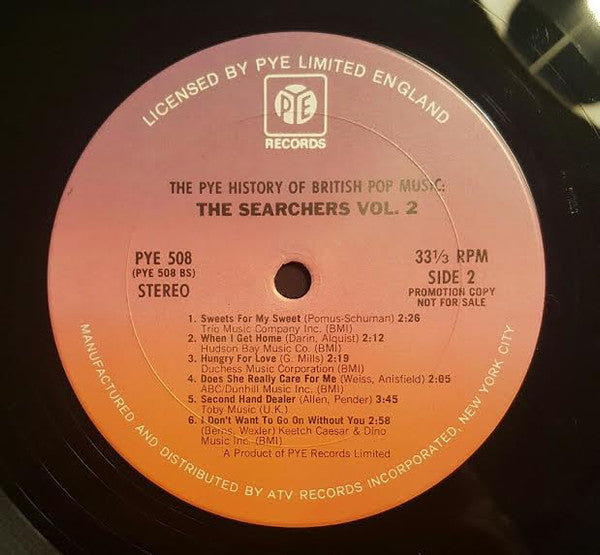 LICENSED BY PYE LIMITED ENGLAND
PYE
RECORDS
THE PYE HISTORY OF BRITISH POP MUSIC:
THE SEARCHERS VOL. 2
PYE 508
(PYE 508 BS)
STEREO
33⅓ RPM
SIDE 2
PROMOTION COPY
NOT FOR SALE
1. Sweets For My Sweet (Pomus-Schuman) 2:26
Trio Music Company Inc. (BMI)
2. When I Get Home (Darin, Alquist) 2:12
Hudson Bay Music Co. (BMI)
3. Hungry For Love (G. Mills) 2:19
Duchess Music Corporation (BMI)
4. Does She Really Care For Me (Weiss, Anisfield) 2:05
ABC/Dunhill Music Inc. (BMI)
5. Second Hand Dealer (Allen, Pender) 3:45
Toby Music (U.K.)
6. I Don't Want To Go On Without You 2:58
(Berns, Wexler) Keetch Caesar & Dino
Music Inc. (BMI)
A Product of PYE Records Limited
MANUFACTURED AND DISTRIBUTED BY ATV RECORDS INCORPORATED, NEW YORK CITY